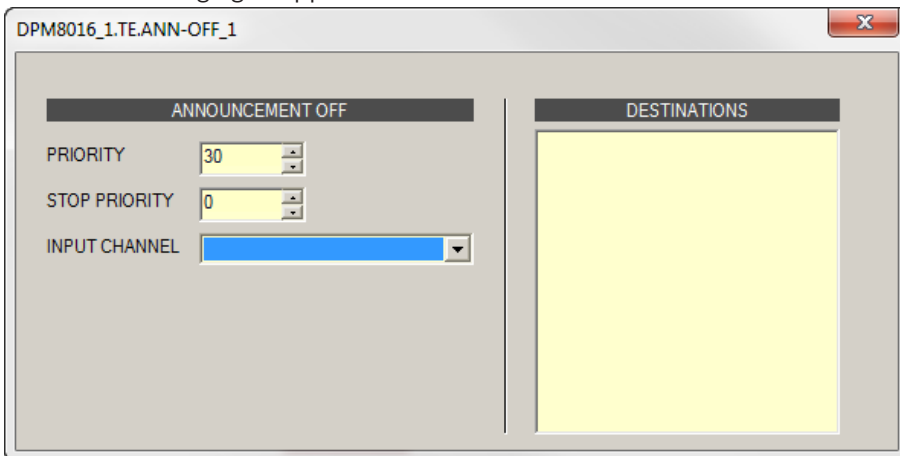 DPM8016_1.TE.ANN-OFF_1
ANNOUNCEMENT OFF
PRIORITY 30
STOP PRIORITY 0
INPUT CHANNEL
DESTINATIONS